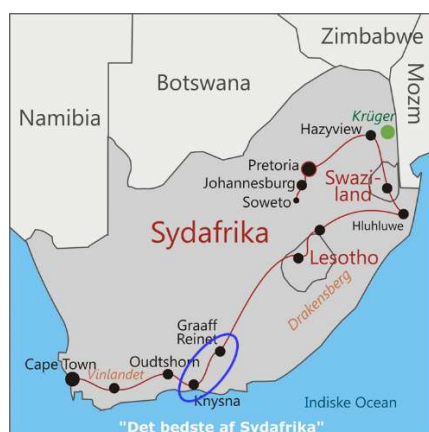 Zimbabwe
Botswana
Mozm
Namibia
Krüger
Hazyview
Pretoria
Johannesburg
Swazi-
land
Soweto
Hluhluwe
Sydafrika
Lesotho
Drakensberg
Graaff
Reinet
Oudtshorn
Cape Town
Vinlandet
Knysna
Indiske Ocean
"Det bedste af Sydafrika"